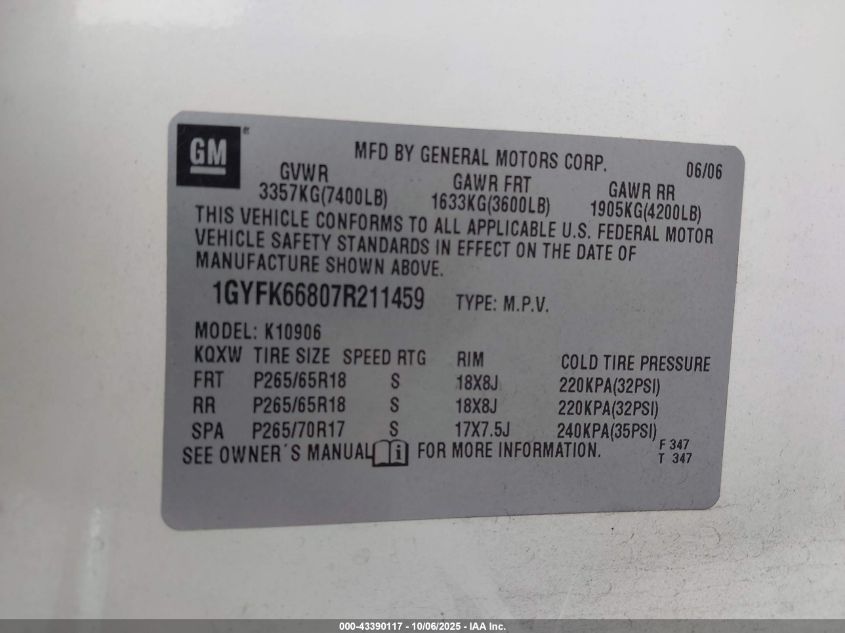 GM
MFD BY GENERAL MOTORS CORP. 06/06
GVWR GAWR FRT GAWR RR
3357KG(7400LB) 1633KG(3600LB) 1905KG(4200LB)
THIS VEHICLE CONFORMS TO ALL APPLICABLE U.S. FEDERAL MOTOR
VEHICLE SAFETY STANDARDS IN EFFECT ON THE DATE OF
MANUFACTURE SHOWN ABOVE.
1GYFK66807R211459 TYPE: M.P.V.
MODEL: K10906
KQXW TIRE SIZE SPEED RTG RIM COLD TIRE PRESSURE
FRT P265/65R18 S 18X8J 220KPA(32PSI)
RR P265/65R18 S 18X8J 220KPA(32PSI)
SPA P265/70R17 S 17X7.5J 240KPA(35PSI)
SEE OWNER´S MANUAL i FOR MORE INFORMATION.
F 347
T 347
000-43390117 - 10/06/2025 - IAA Inc.